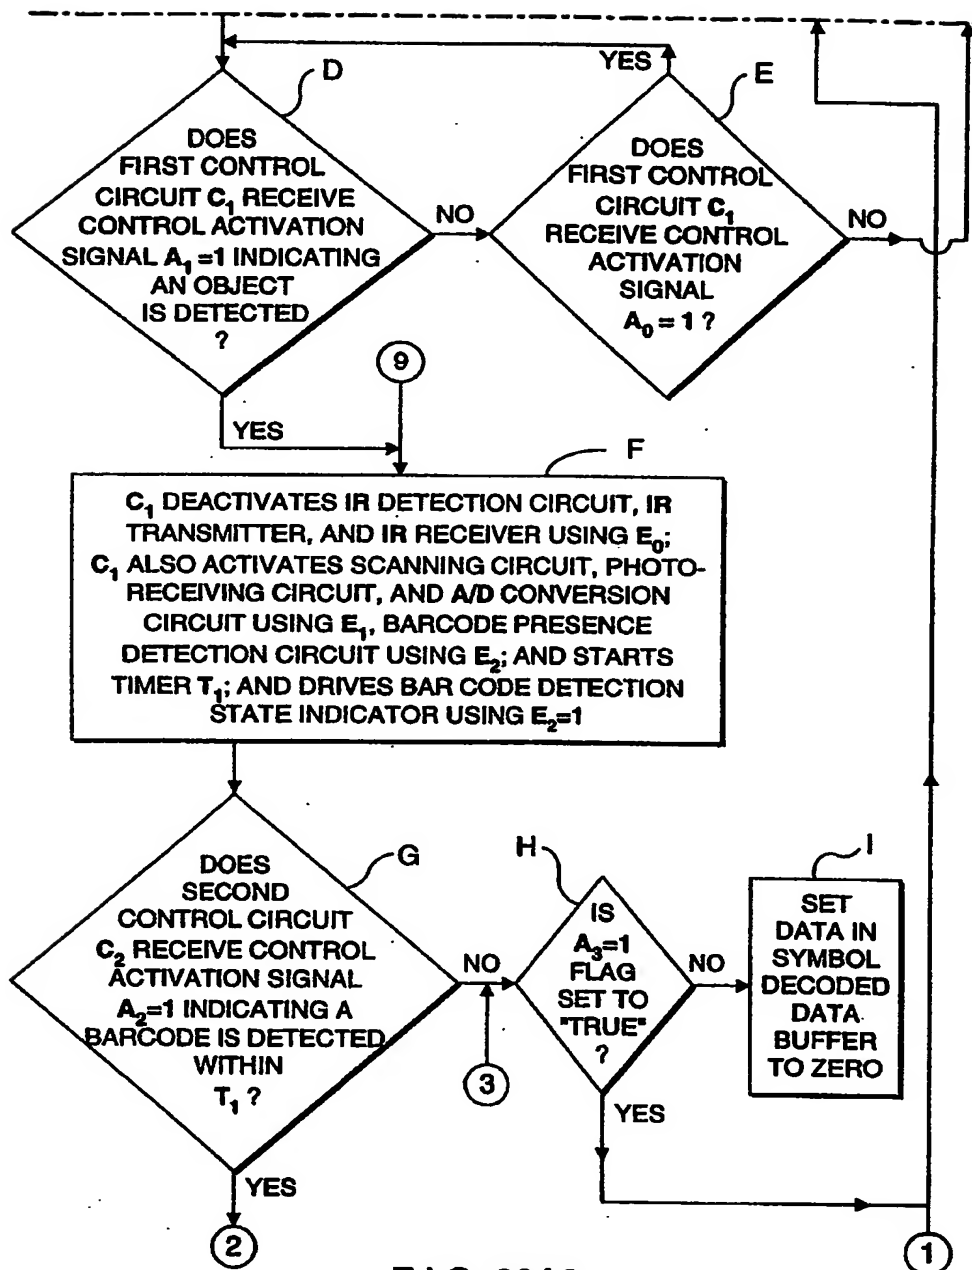 YES
D
E
DOES
FIRST CONTROL
CIRCUIT C1 RECEIVE
CONTROL ACTIVATION
SIGNAL A1 =1 INDICATING
AN OBJECT
IS DETECTED
?
NO
DOES
FIRST CONTROL
CIRCUIT C1
RECEIVE CONTROL
ACTIVATION
SIGNAL
A0 = 1 ?
NO
9
YES
F
C1 DEACTIVATES IR DETECTION CIRCUIT, IR
TRANSMITTER, AND IR RECEIVER USING E0;
C1 ALSO ACTIVATES SCANNING CIRCUIT, PHOTO-
RECEIVING CIRCUIT, AND A/D CONVERSION
CIRCUIT USING E1, BARCODE PRESENCE
DETECTION CIRCUIT USING E2; AND STARTS
TIMER T1; AND DRIVES BAR CODE DETECTION
STATE INDICATOR USING E2=1
G
DOES
SECOND
CONTROL CIRCUIT
C2 RECEIVE CONTROL
ACTIVATION SIGNAL
A2=1 INDICATING A
BARCODE IS DETECTED
WITHIN
T1 ?
NO
3
H
IS
A3=1
FLAG
SET TO
"TRUE"
?
NO
I
SET
DATA IN
SYMBOL
DECODED
DATA
BUFFER
TO ZERO
YES
YES
2
1